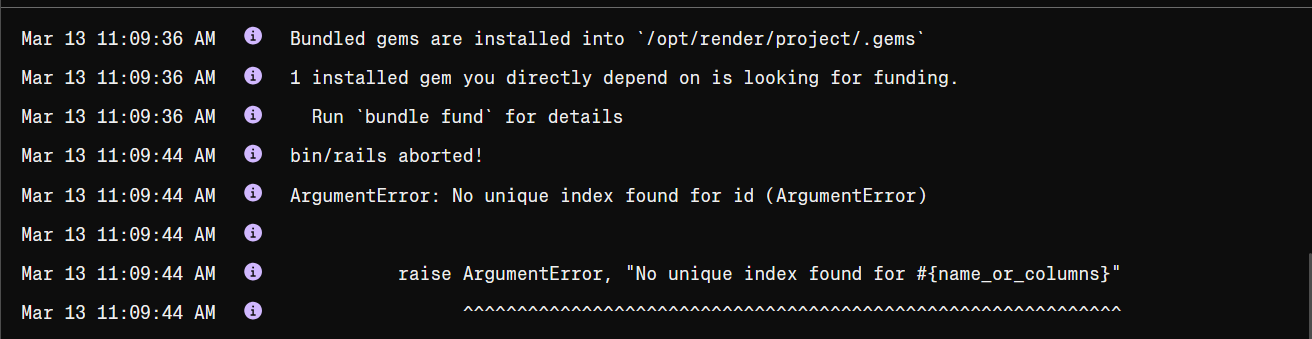 Mar 13 11:09:36 AM i Bundled gems are installed into `/opt/render/project/.gems`
Mar 13 11:09:36 AM i 1 installed gem you directly depend on is looking for funding.
Mar 13 11:09:36 AM i Run `bundle fund` for details
Mar 13 11:09:44 AM i bin/rails aborted!
Mar 13 11:09:44 AM i ArgumentError: No unique index found for id (ArgumentError)
Mar 13 11:09:44 AM i
Mar 13 11:09:44 AM i raise ArgumentError, "No unique index found for #{name_or_columns}"
Mar 13 11:09:44 AM i ^^^^^^^^^^^^^^^^^^^^^^^^^^^^^^^^^^^^^^^^^^^^^^^^^^^^^^^^^^^^^